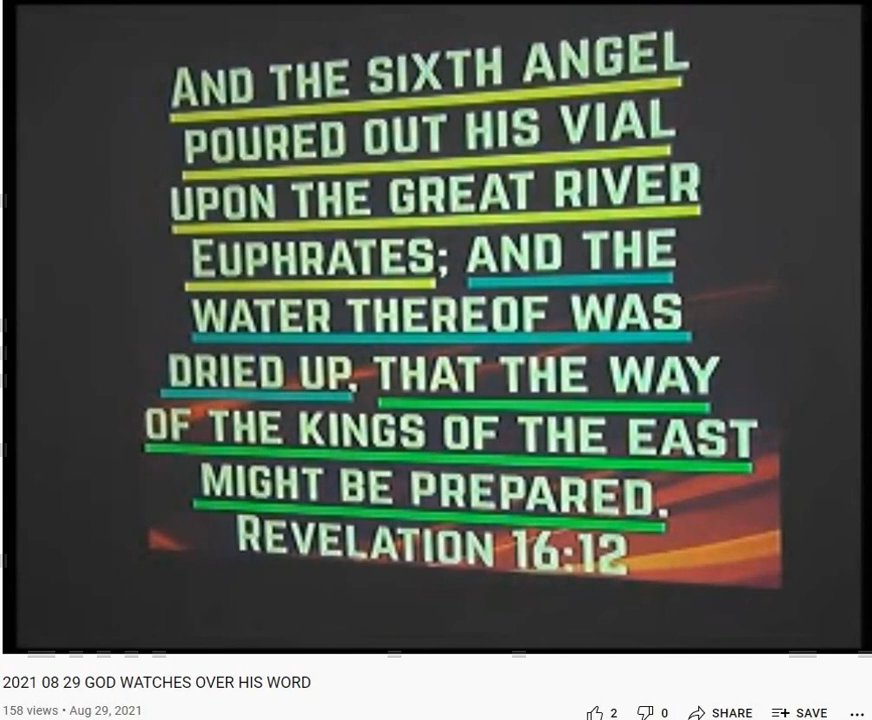 AND THE SIXTH ANGEL
POURED OUT HIS VIAL
UPON THE GREAT RIVER
EUPHRATES; AND THE
WATER THEREOF WAS
DRIED UP, THAT THE WAY
OF THE KINGS OF THE EAST
MIGHT BE PREPARED.
REVELATION 16:12
2021 08 29 GOD WATCHES OVER HIS WORD
158 views • Aug 29, 2021 2 0 SHARE SAVE